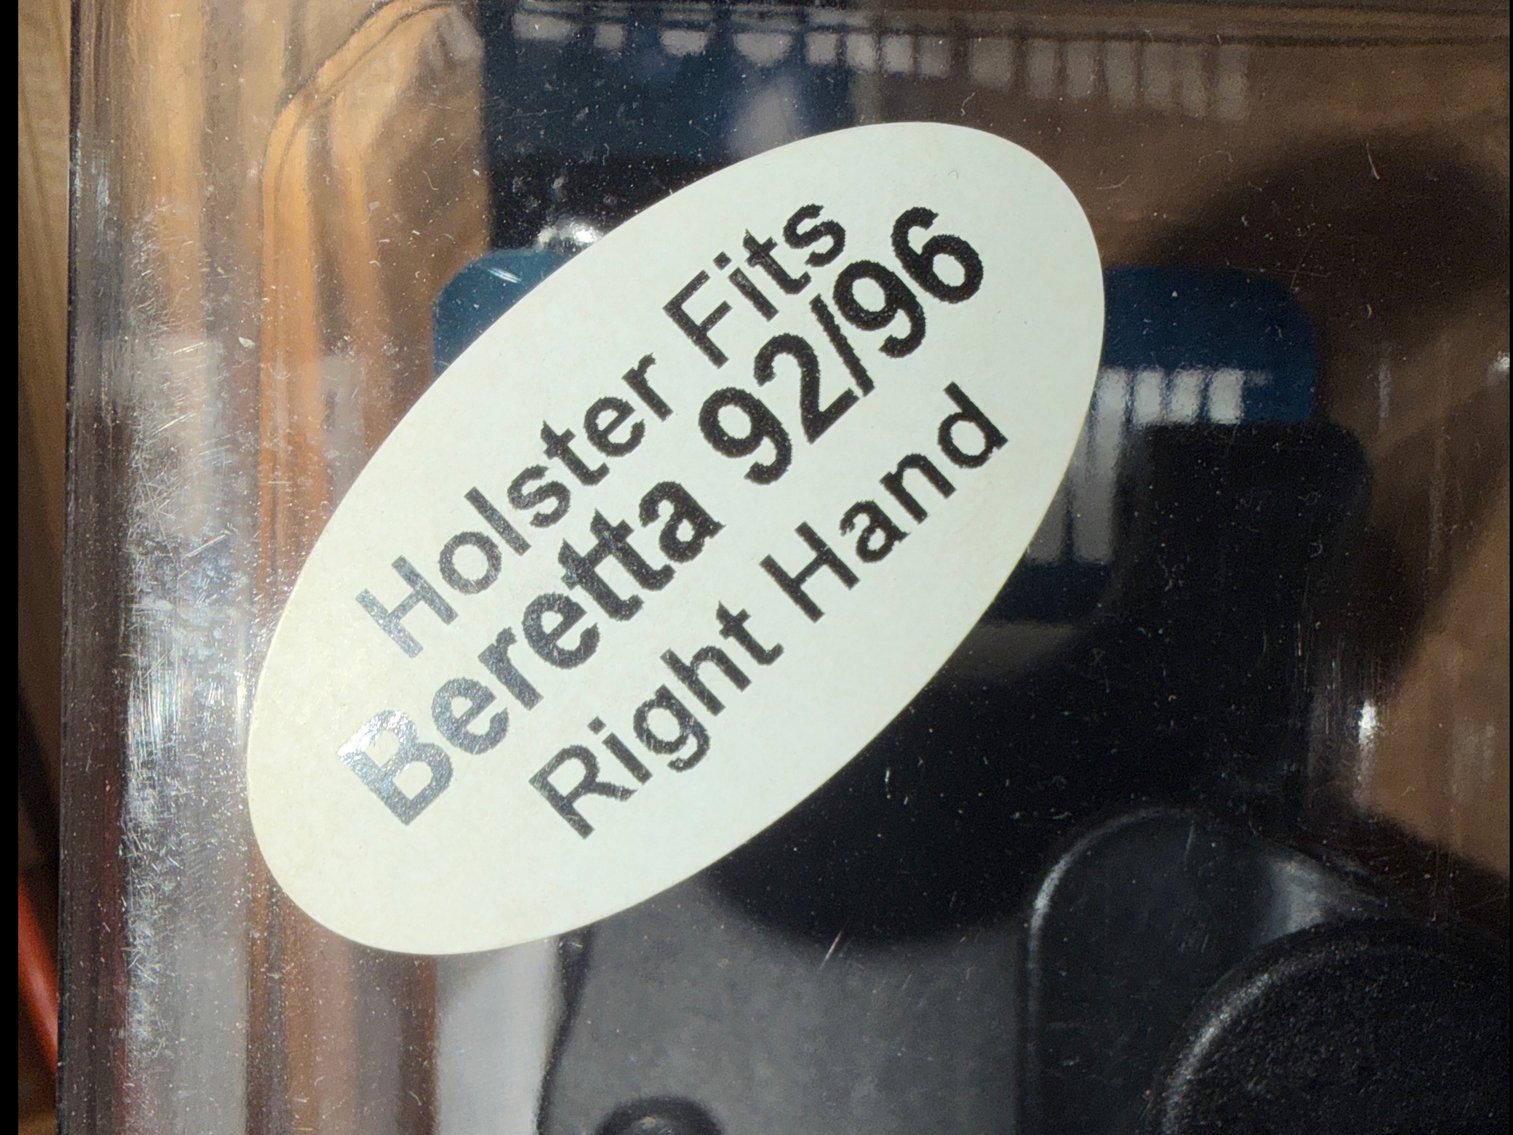 Holster Fits
Beretta 92/96
Right Hand